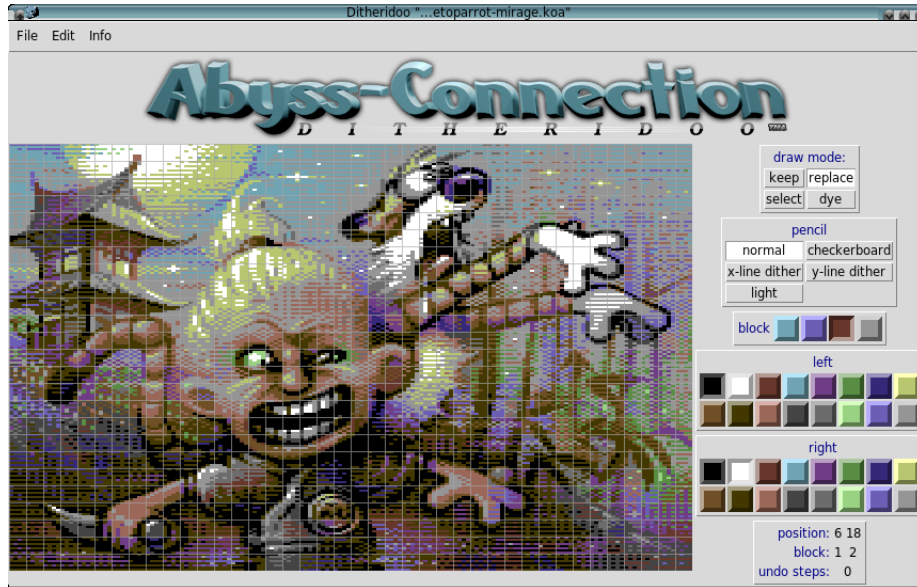 Ditheridoo "...etoparrot-mirage.koa"
File Edit Info
Abyss-Connection
DITHERIDOO
draw mode:
keep replace
select dye
pencil
normal checkerboard
x-line dither y-line dither
light
block
left
right
position: 6 18
block: 1 2
undo steps: 0